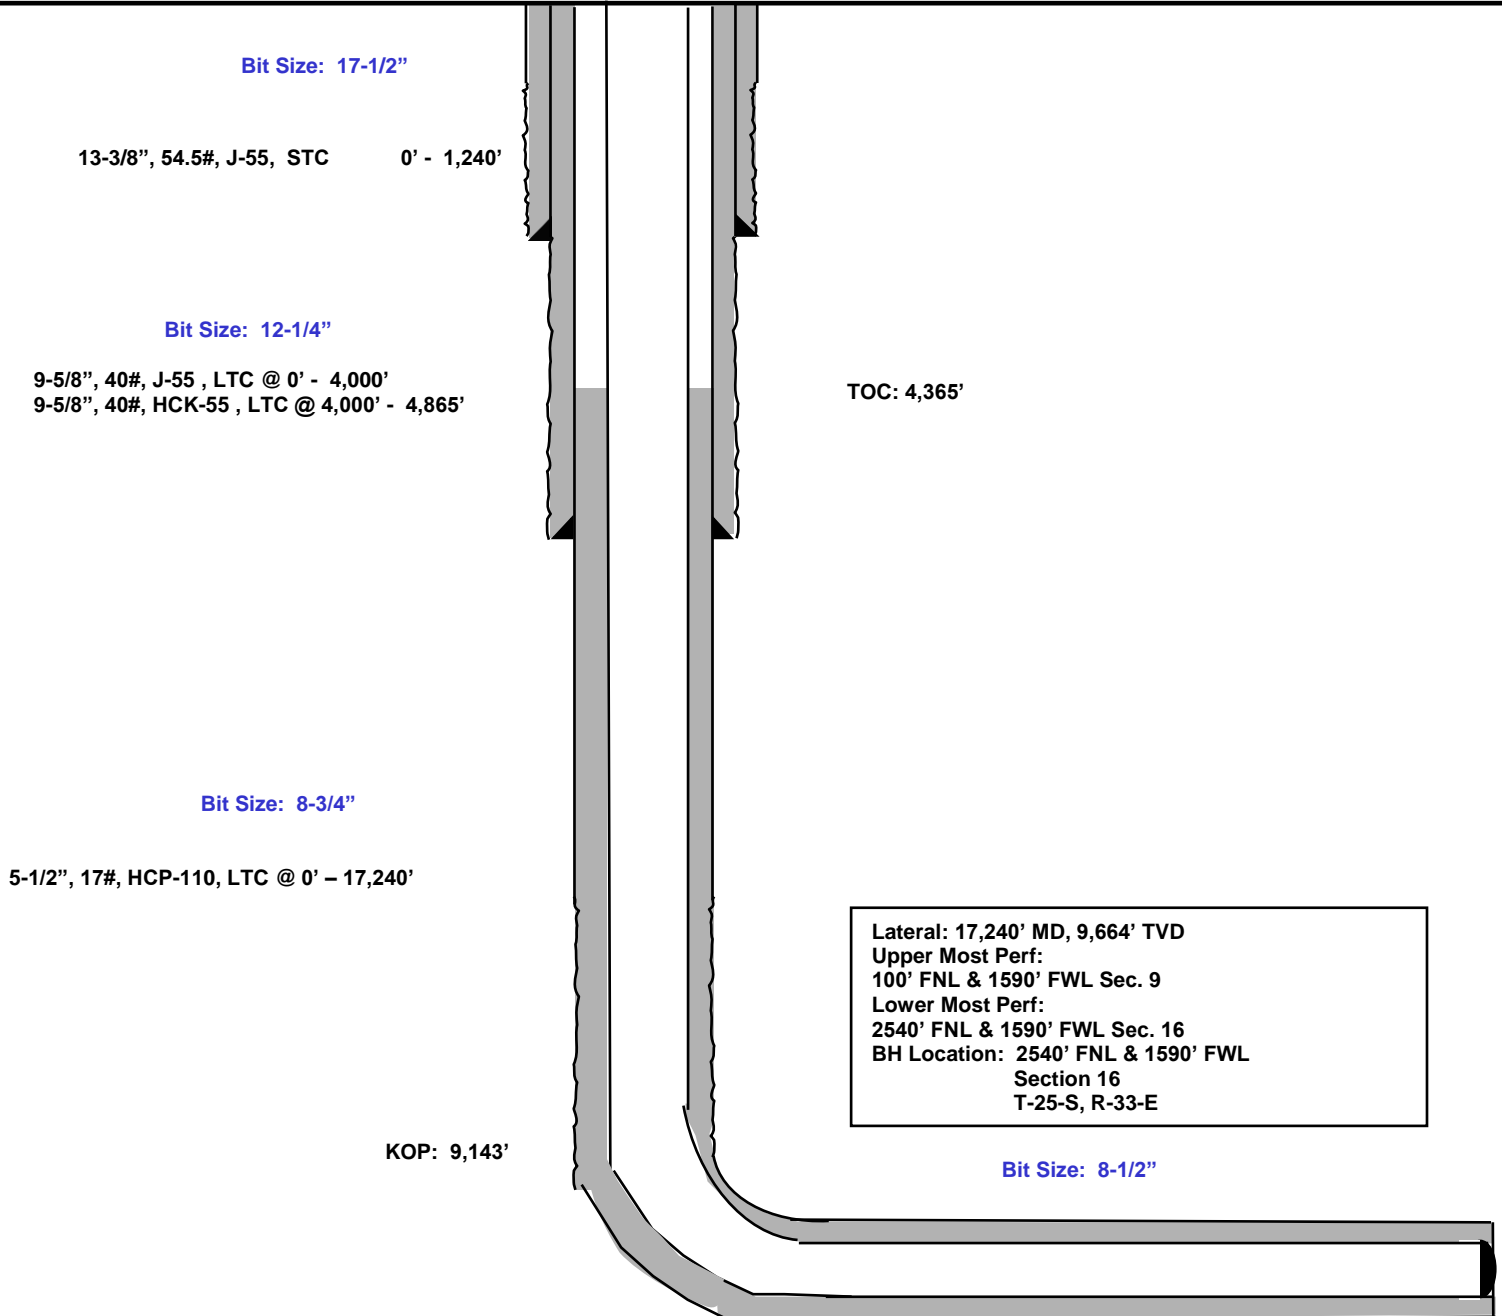 Bit Size: 17-1/2”
13-3/8”, 54.5#, J-55, STC 0’ - 1,240’
Bit Size: 12-1/4”
9-5/8”, 40#, J-55 , LTC @ 0’ - 4,000’
9-5/8”, 40#, HCK-55 , LTC @ 4,000’ - 4,865’
TOC: 4,365’
Bit Size: 8-3/4”
5-1/2”, 17#, HCP-110, LTC @ 0’ – 17,240’
Lateral: 17,240’ MD, 9,664’ TVD
Upper Most Perf:
100’ FNL & 1590’ FWL Sec. 9
Lower Most Perf:
2540’ FNL & 1590’ FWL Sec. 16
BH Location: 2540’ FNL & 1590’ FWL
Section 16
T-25-S, R-33-E
KOP: 9,143’
Bit Size: 8-1/2”